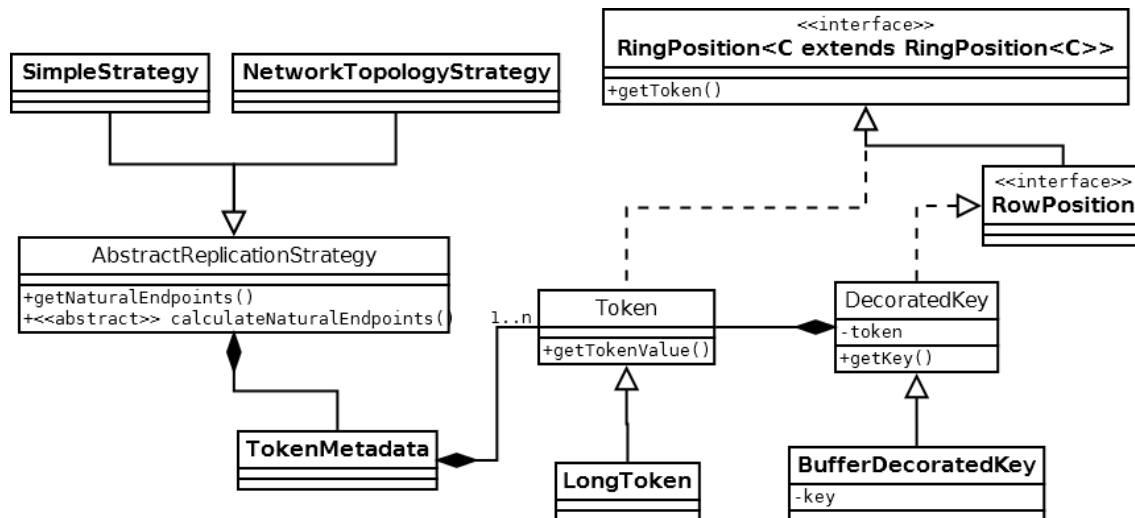 <<interface>>
RingPosition<C extends RingPosition<C>>
+getToken()
SimpleStrategy
NetworkTopologyStrategy
<<interface>>
RowPosition
AbstractReplicationStrategy
+getNaturalEndpoints()
+<<abstract>> calculateNaturalEndpoints()
1..n
Token
+getTokenValue()
DecoratedKey
-token
+getKey()
TokenMetadata
LongToken
BufferDecoratedKey
-key